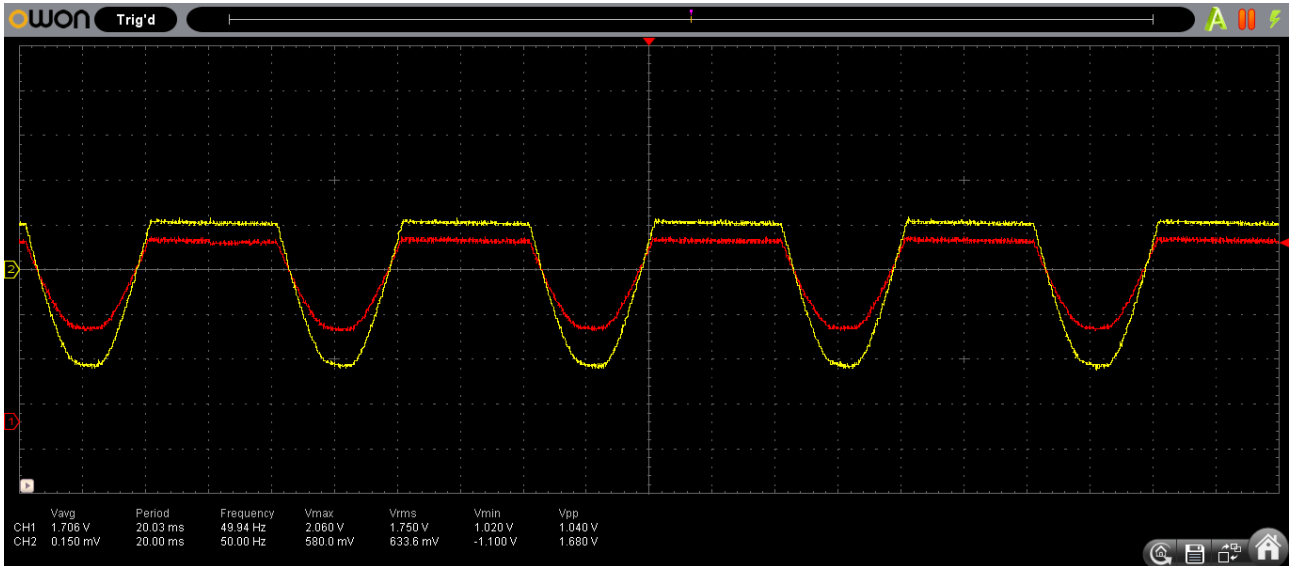 owon Trig'd A
2
1
Vavg Period Frequency Vmax Vrms Vmin Vpp
CH1 1.706 V 20.03 ms 49.94 Hz 2.060 V 1.750 V 1.020 V 1.040 V
CH2 0.150 mV 20.00 ms 50.00 Hz 580.0 mV 633.6 mV -1.100 V 1.680 V